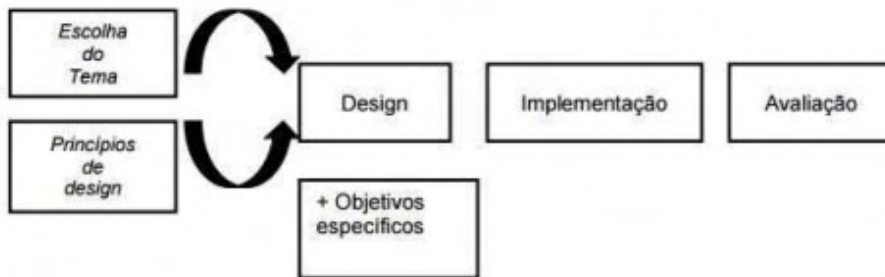 Escolha
do
Tema
Princípios
de
design
Design
+ Objetivos
específicos
Implementação
Avaliação